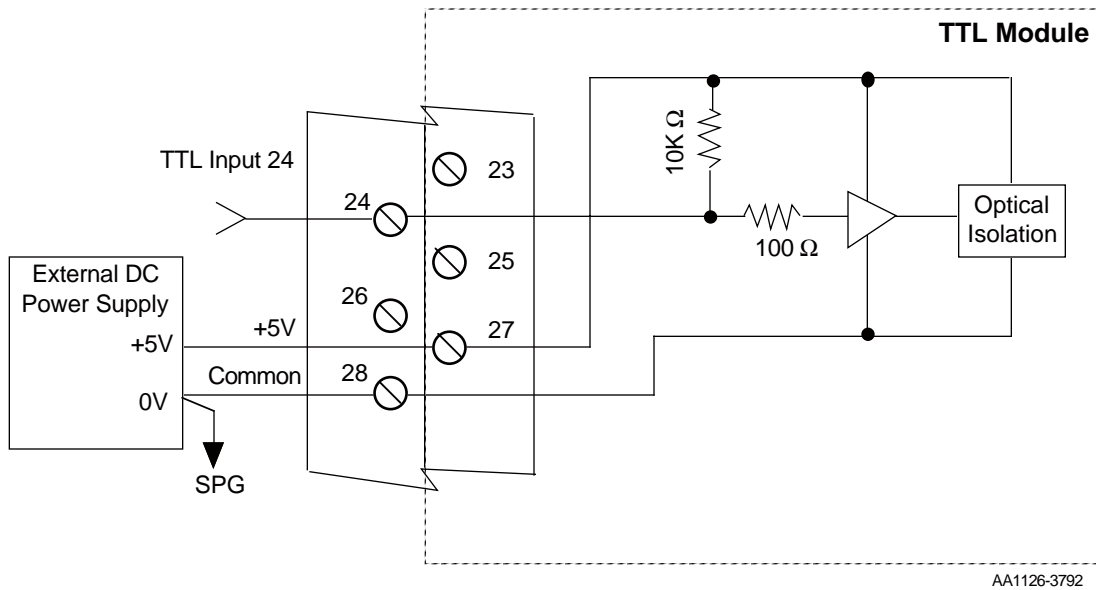 TTL Module
10K Ω
TTL Input 24
23
24
100 Ω
Optical
Isolation
25
External DC
Power Supply
26
+5V
+5V
27
Common
28
0V
SPG
AA1126-3792